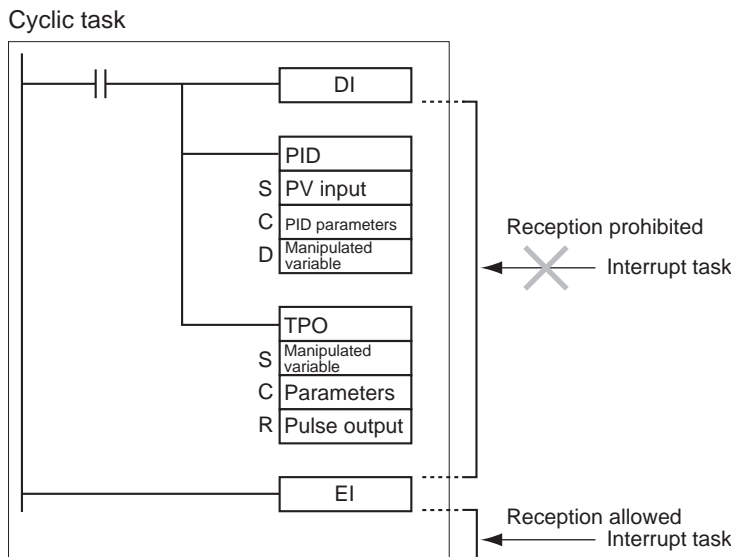 Cyclic task
DI
PID
S PV input
C PID parameters
D Manipulated
variable
Reception prohibited
Interrupt task
TPO
S Manipulated
variable
C Parameters
R Pulse output
EI
Reception allowed
Interrupt task